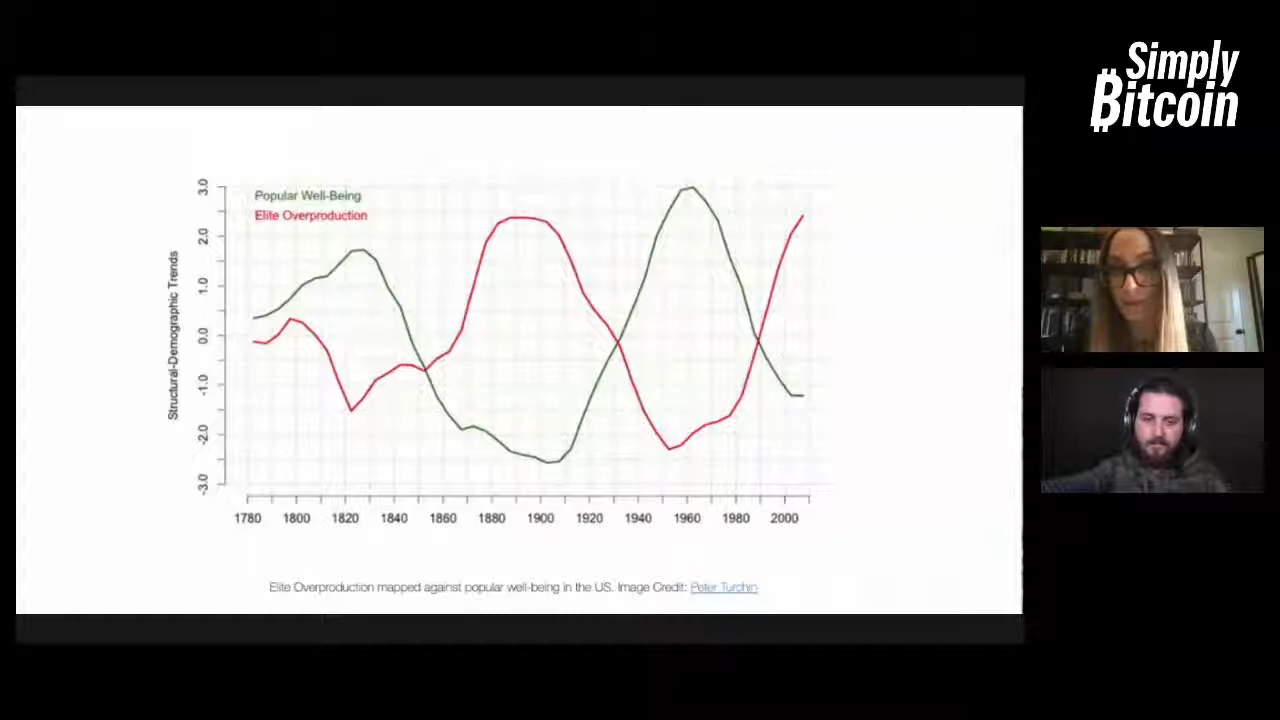 Simply
Bitcoin
Popular Well-Being
Elite Overproduction
Structural-Demographic Trends
3.0
2.0
1.0
0.0
-1.0
-2.0
-3.0
1780 1800 1820 1840 1860 1880 1900 1920 1940 1960 1980 2000
Elite Overproduction mapped against popular well-being in the US. Image Credit: Peter Turchin